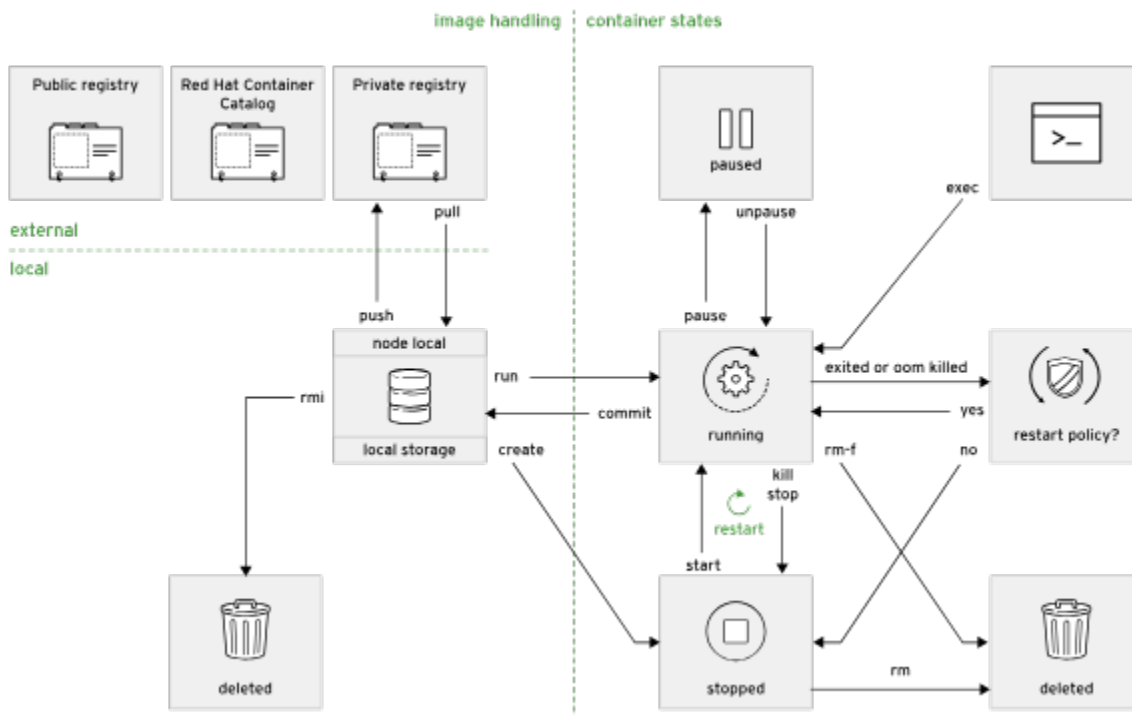 image handling
container states
Public registry
Red Hat Container
Catalog
Private registry
paused
>_
exec
pull
unpause
external
local
push
pause
node local
run
exited or oom killed
rmi
commit
yes
running
restart policy?
local storage
create
rm-f
no
kill
stop
restart
start
deleted
stopped
rm
deleted